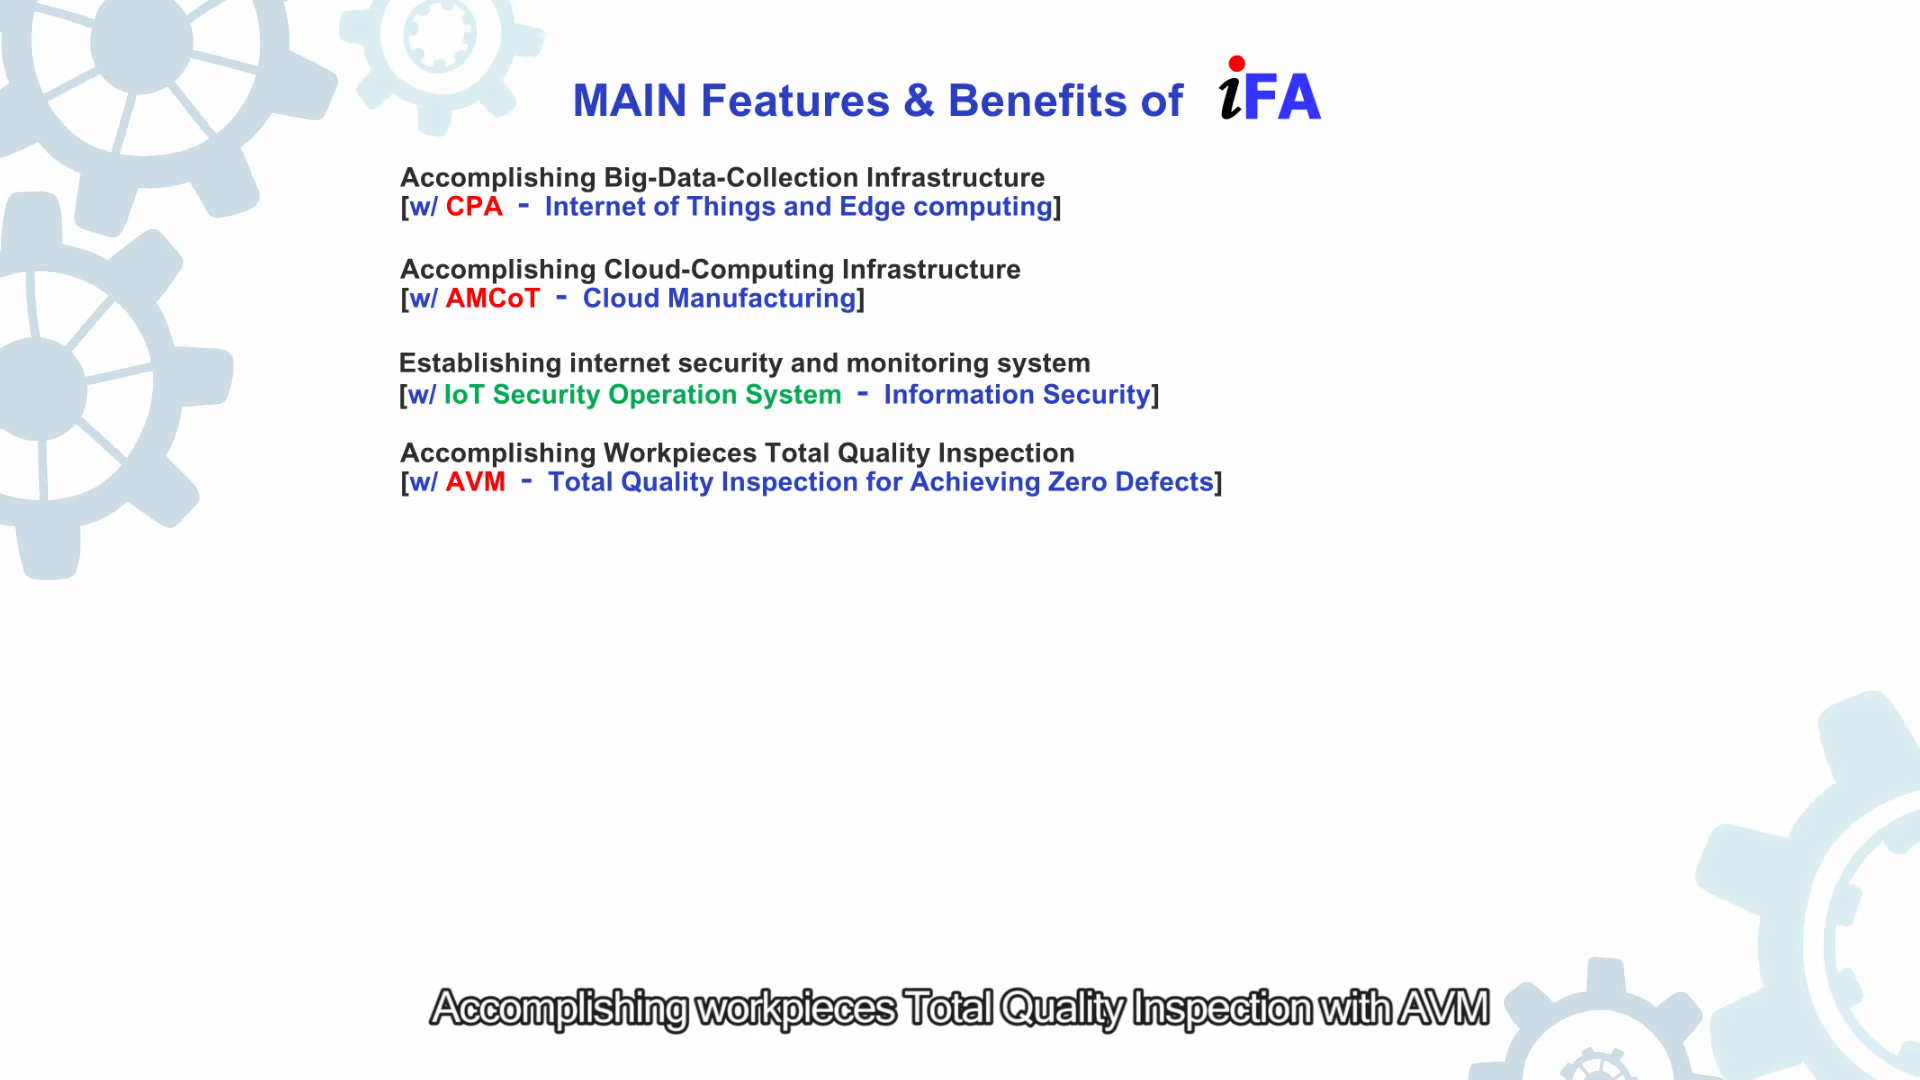 MAIN Features & Benefits of iFA
Accomplishing Big-Data-Collection Infrastructure
[w/ CPA - Internet of Things and Edge computing]
Accomplishing Cloud-Computing Infrastructure
[w/ AMCoT - Cloud Manufacturing]
Establishing internet security and monitoring system
[w/ IoT Security Operation System - Information Security]
Accomplishing Workpieces Total Quality Inspection
[w/ AVM - Total Quality Inspection for Achieving Zero Defects]
Accomplishing workpieces Total Quality Inspection with AVM